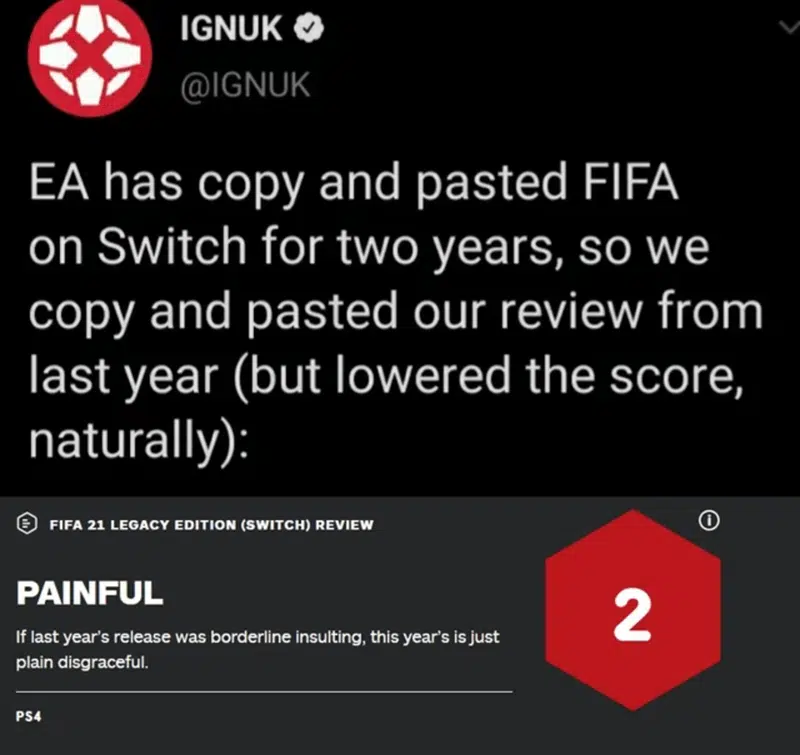 IGNUK
@IGNUK
EA has copy and pasted FIFA
on Switch for two years, so we
copy and pasted our review from
last year (but lowered the score,
naturally):
FIFA 21 LEGACY EDITION (SWITCH) REVIEW
PAINFUL
If last year's release was borderline insulting, this year's is just
plain disgraceful.
PS4
2